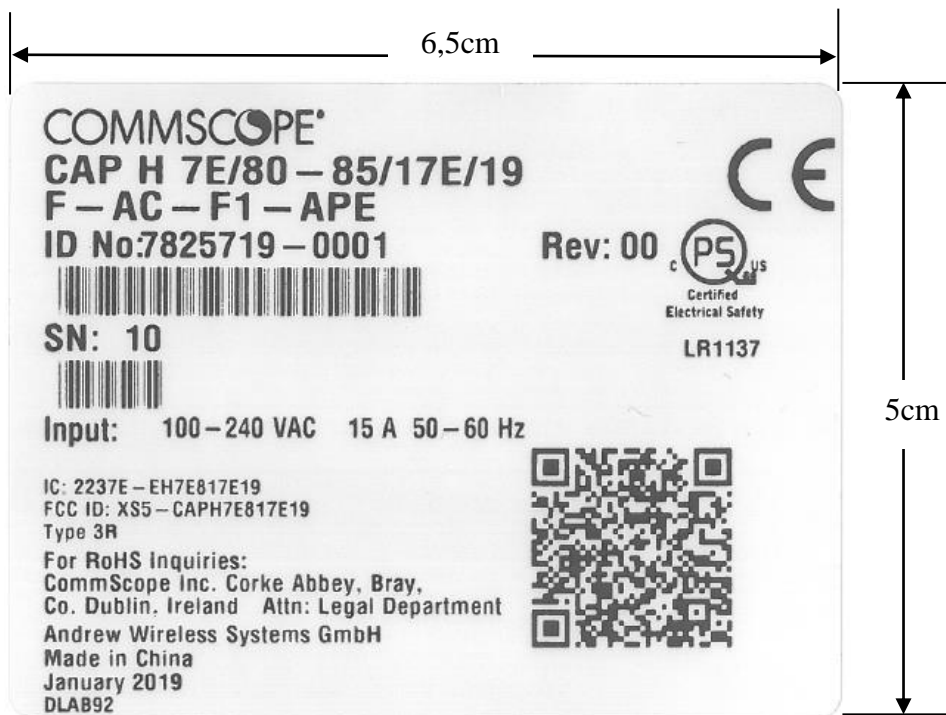 6,5cm
COMMSCOPE®
CAP H 7E/80-85/17E/19
F-AC-F1-APE
ID No:7825719-0001 Rev: 00
CE
C PS US
Certified
Electrical Safety
LR1137
SN: 10
Input: 100-240 VAC 15 A 50-60 Hz
5cm
IC: 2237E-EH7E817E19
FCC ID: XS5-CAPH7E817E19
Type 3R
For RoHS Inquiries:
CommScope Inc. Corke Abbey, Bray,
Co. Dublin, Ireland Attn: Legal Department
Andrew Wireless Systems GmbH
Made in China
January 2019
DLAB92